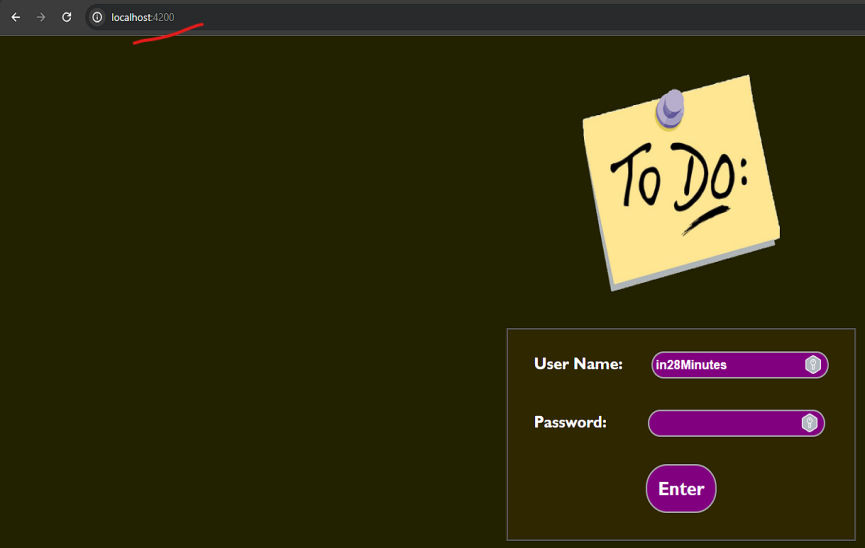 localhost:4200
To Do:
User Name:
in28Minutes
Password:
Enter